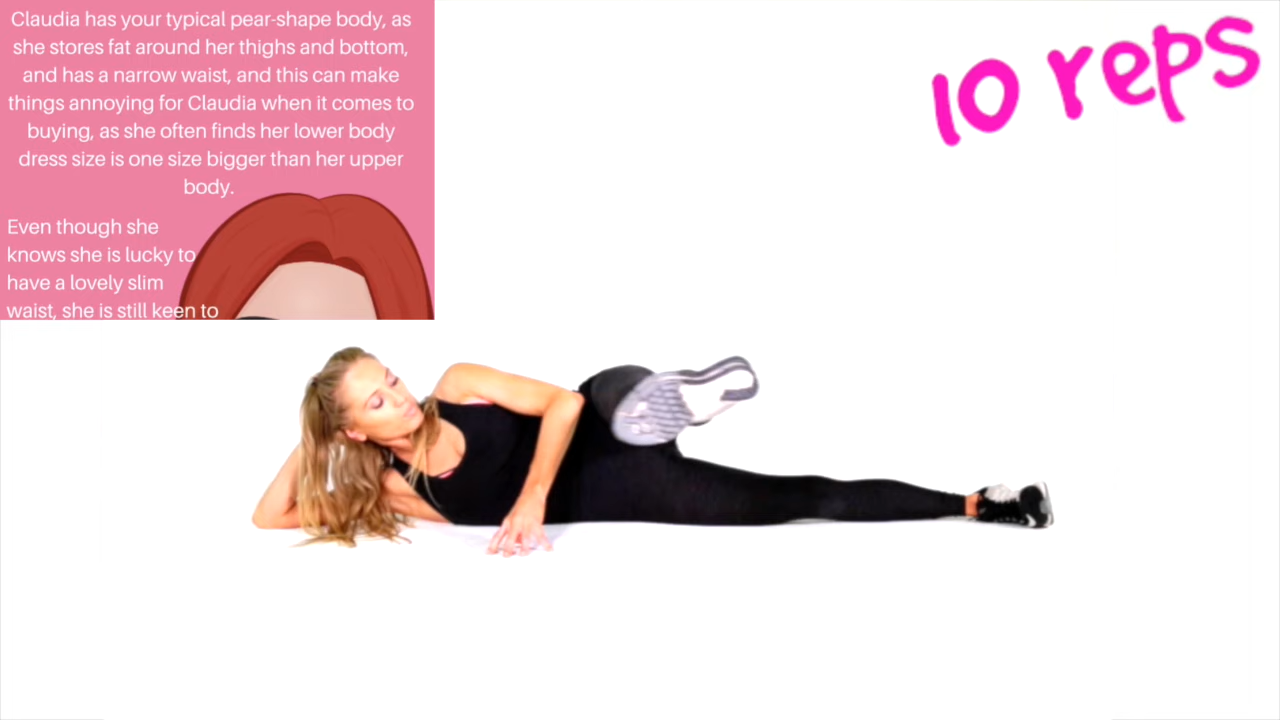 Claudia has your typical pear-shape body, as
she stores fat around her thighs and bottom,
and has a narrow waist, and this can make
things annoying for Claudia when it comes to
buying, as she often finds her lower body
dress size is one size bigger than her upper
body.
Even though she
knows she is lucky to
have a lovely slim
waist, she is still keen to
10 reps